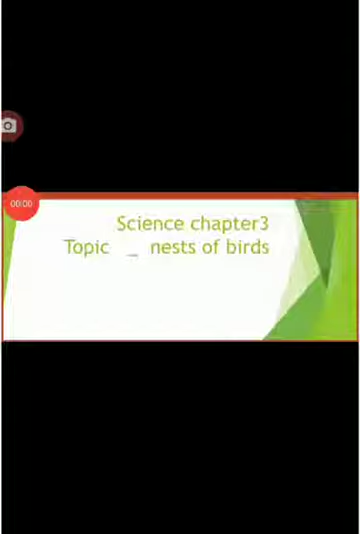 00:00
Science chapter3
Topic _ nests of birds